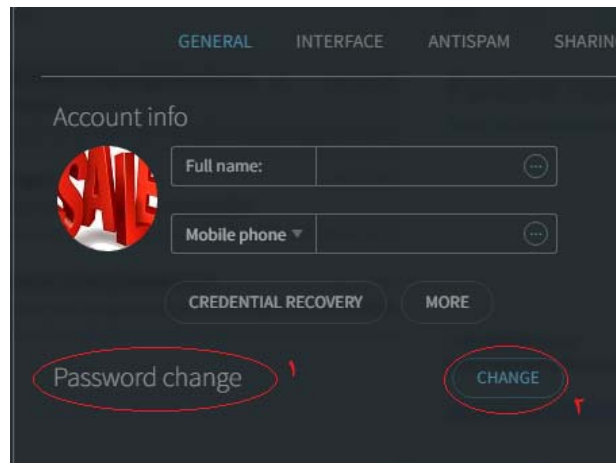 GENERAL INTERFACE ANTISPAM SHARIN
Account info
SALE
Full name:
Mobile phone
CREDENTIAL RECOVERY MORE
Password change ۱ CHANGE
۲